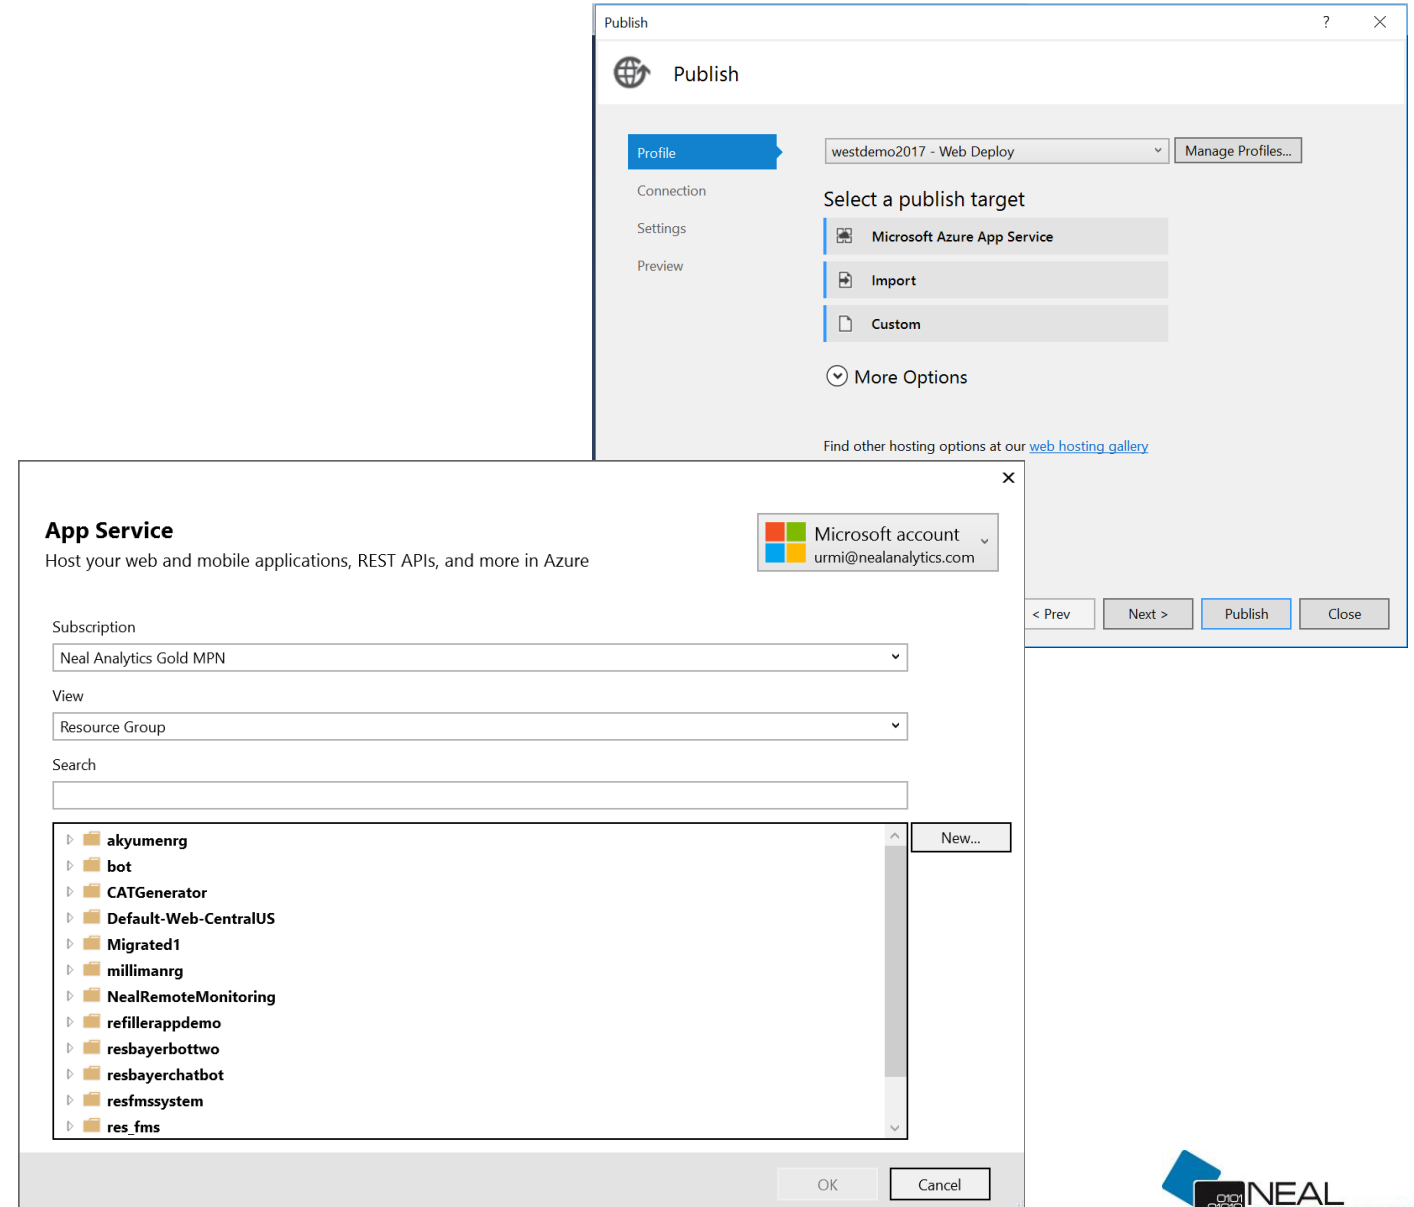 Publish
?
Publish
Profile
Connection
Settings
Preview
westdemo2017 - Web Deploy
Manage Profiles...
Select a publish target
Microsoft Azure App Service
Import
Custom
More Options
Find other hosting options at our web hosting gallery
< Prev
Next >
Publish
Close
App Service
Host your web and mobile applications, REST APIs, and more in Azure
Microsoft account
urmi@nealanalytics.com
Subscription
Neal Analytics Gold MPN
View
Resource Group
Search
New...
akyumenrg
bot
CATGenerator
Default-Web-CentralUS
Migrated1
millimanrg
NealRemoteMonitoring
refillerappdemo
resbayerbottwo
resbayerchatbot
resfmssystem
res_fms
OK
Cancel
0101
NEAL